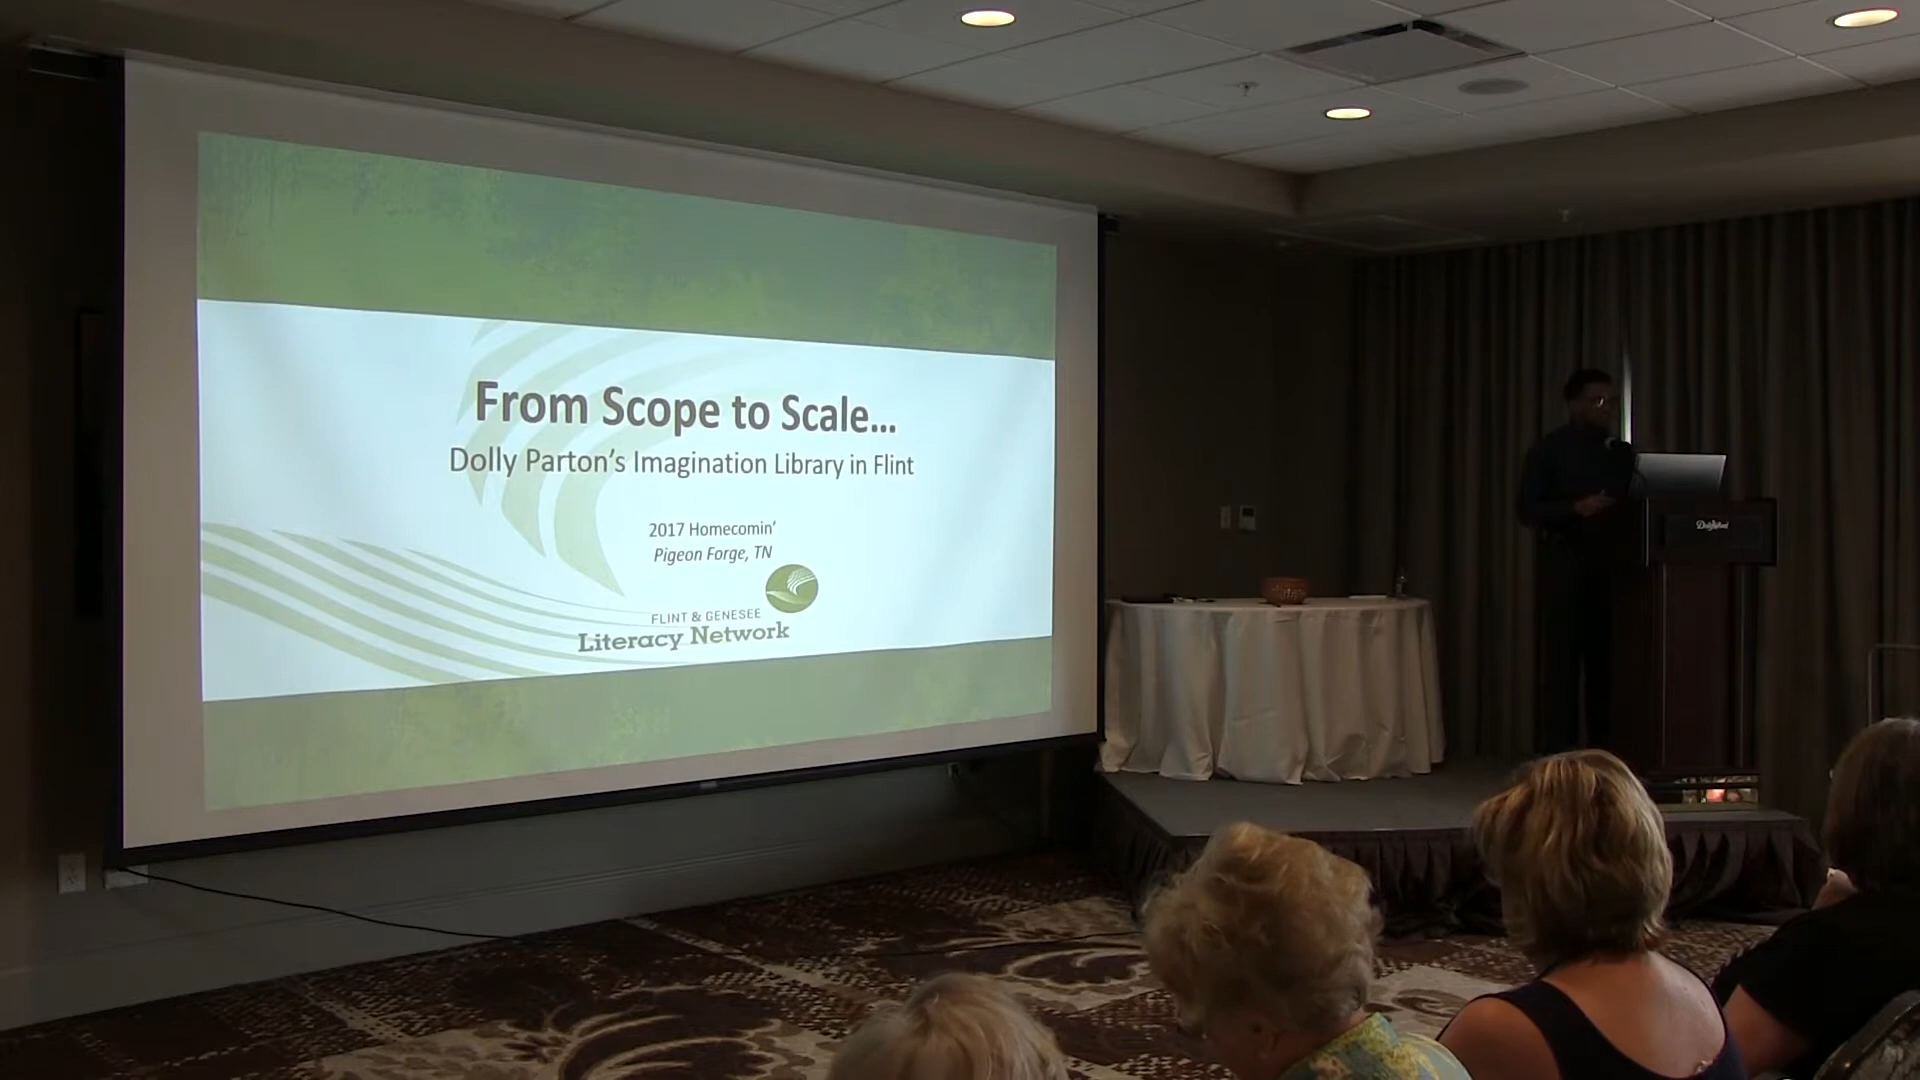 From Scope to Scale...
Dolly Parton's Imagination Library in Flint
2017 Homecomin'
Pigeon Forge, TN
FLINT & GENESEE
Literacy Network